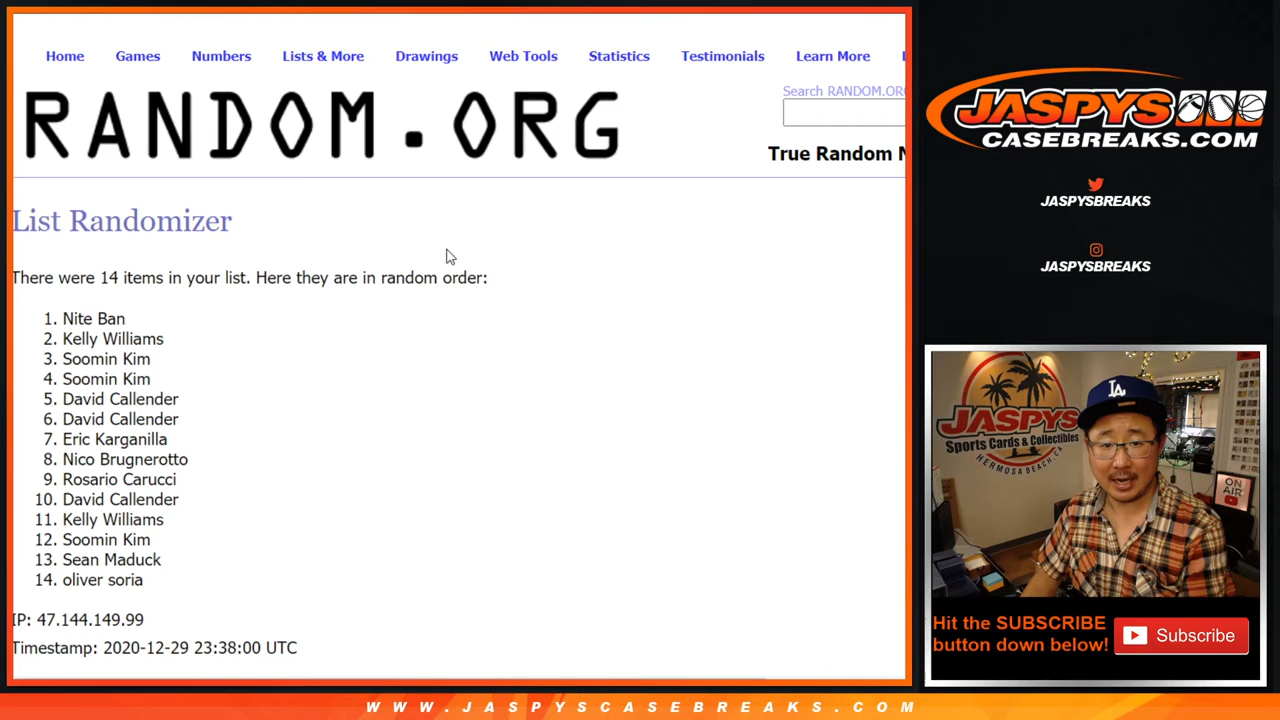 Home Games Numbers Lists & More Drawings Web Tools Statistics Testimonials Learn More
Search RANDOM.ORG
RANDOM.ORG
True Random N
List Randomizer
There were 14 items in your list. Here they are in random order:
1. Nite Ban
2. Kelly Williams
3. Soomin Kim
4. Soomin Kim
5. David Callender
6. David Callender
7. Eric Karganilla
8. Nico Brugnerotto
9. Rosario Carucci
10. David Callender
11. Kelly Williams
12. Soomin Kim
13. Sean Maduck
14. oliver soria
IP: 47.144.149.99
Timestamp: 2020-12-29 23:38:00 UTC
JASPYS
CASEBREAKS.COM
JASPYSBREAKS
JASPYSBREAKS
JASPYS
Sports Cards & Collectibles
HERMOSA BEACH, CA
LA
ON
AIR
Hit the SUBSCRIBE
button down below!
Subscribe
WWW.JASPYSCASEBREAKS.COM